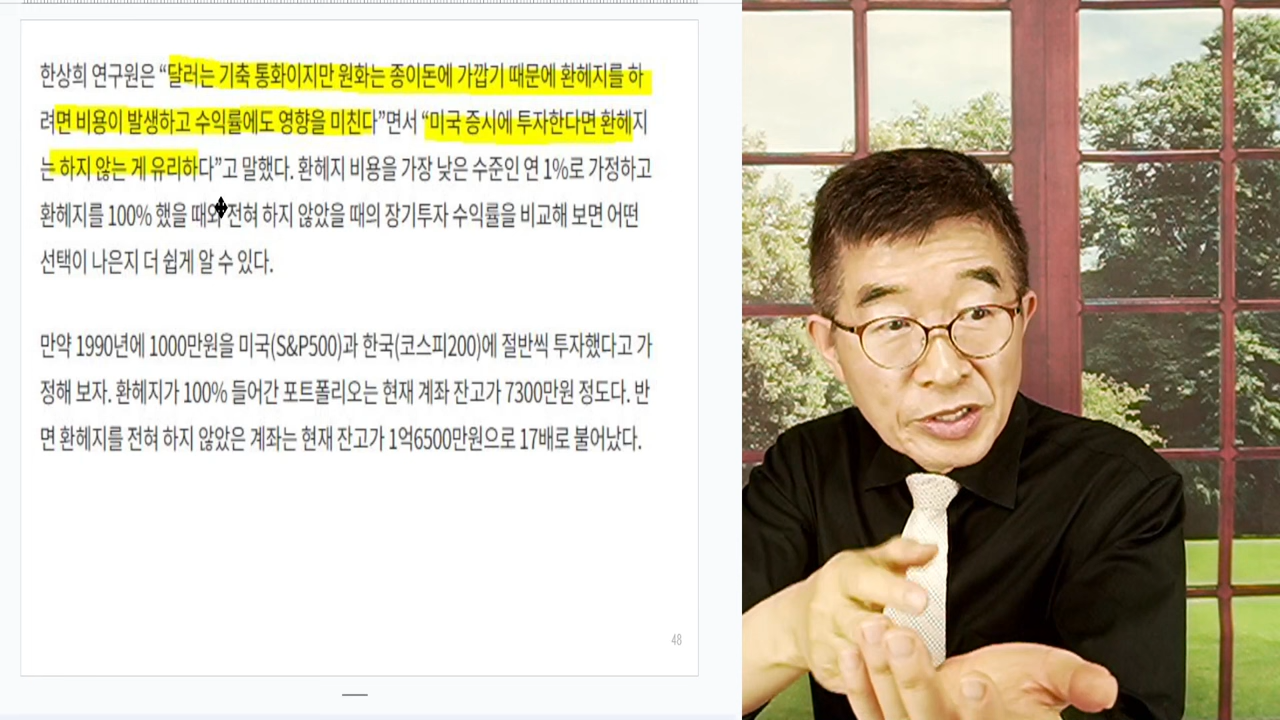 한상희 연구원은 “달러는 기축 통화이지만 원화는 종이돈에 가깝기 때문에 환헤지를 하
려면 비용이 발생하고 수익률에도 영향을 미친다”면서 “미국 증시에 투자한다면 환헤지
는 하지 않는 게 유리하다”고 말했다. 환헤지 비용을 가장 낮은 수준인 연 1%로 가정하고
환헤지를 100% 했을 때와 전혀 하지 않았을 때의 장기투자 수익률을 비교해 보면 어떤
선택이 나은지 더 쉽게 알 수 있다.
만약 1990년에 1000만원을 미국(S&P500)과 한국(코스피200)에 절반씩 투자했다고 가
정해 보자. 환헤지가 100% 들어간 포트폴리오는 현재 계좌 잔고가 7300만원 정도다. 반
면 환헤지를 전혀 하지 않았은 계좌는 현재 잔고가 1억6500만원으로 17배로 불어났다.
48